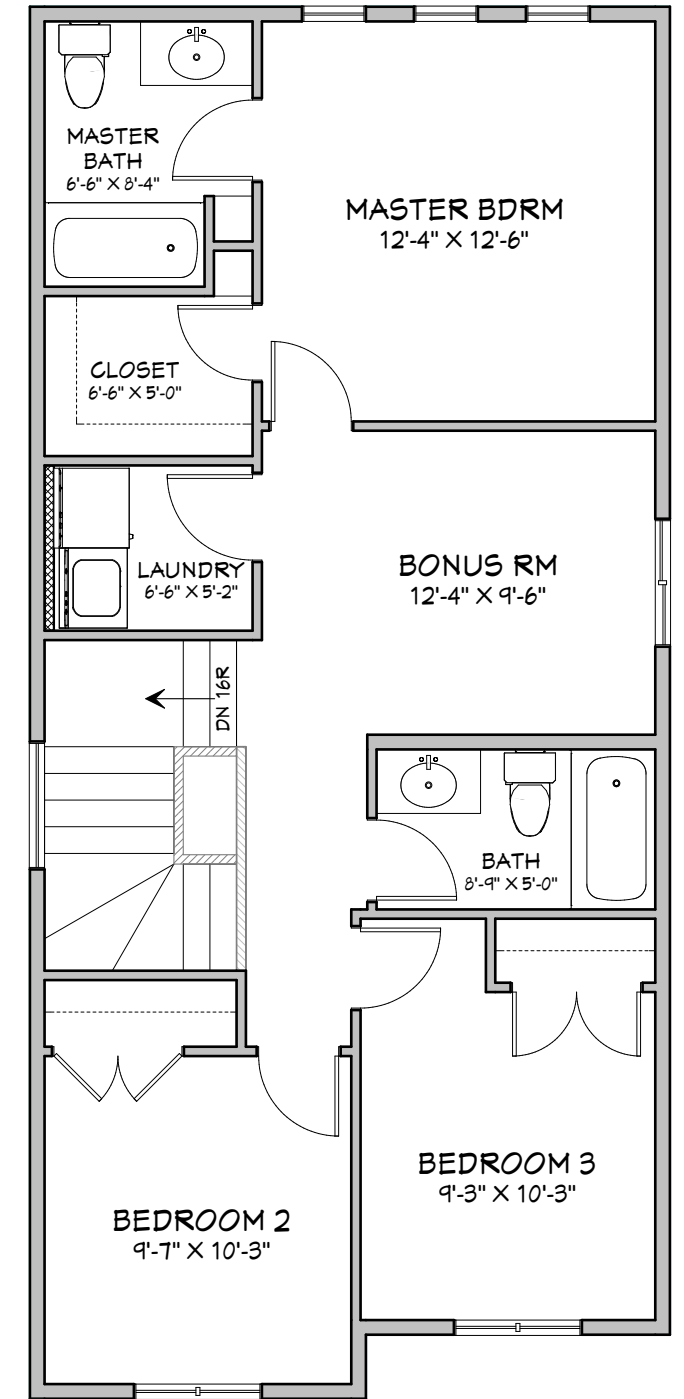 MASTER
BATH
6'-6" X 8'-4"
MASTER BDRM
12'-4" X 12'-6"
CLOSET
6'-6" X 5'-0"
LAUNDRY
6'-6" X 5'-2"
BONUS RM
12'-4" X 9'-6"
DN 16R
BATH
8'-9" X 5'-0"
BEDROOM 3
9'-3" X 10'-3"
BEDROOM 2
9'-7" X 10'-3"